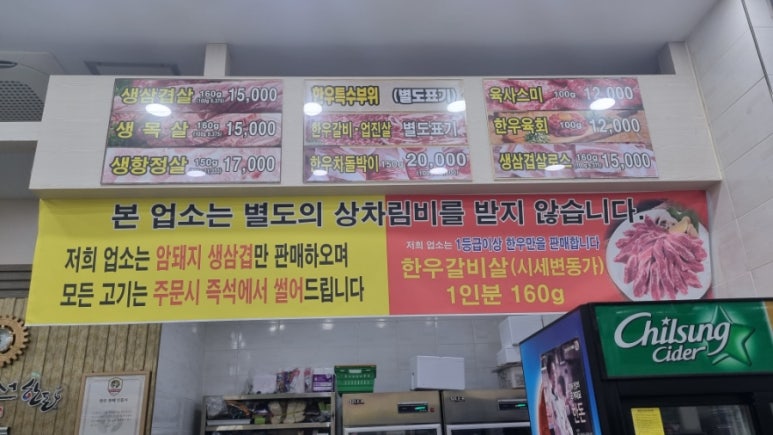 생삼겹살 160g 15,000
생 목 살 160g 15,000
생항정살 150g 17,000
한우특수부위 (별도표기)
한우갈비·업진살 별도표기
한우차돌박이 150g 20,000
육사스미 100g 12,000
한우육회 100g 12,000
생삼겹살로스 160g 15,000
본 업소는 별도의 상차림비를 받지 않습니다.
저희 업소는 암돼지 생삼겹만 판매하오며
모든 고기는 주문시 즉석에서 썰어드립니다
저희 업소는 1등급이상 한우만을 판매합니다
한우갈비살(시세변동가)
1인분 160g
Chilsung
Cider